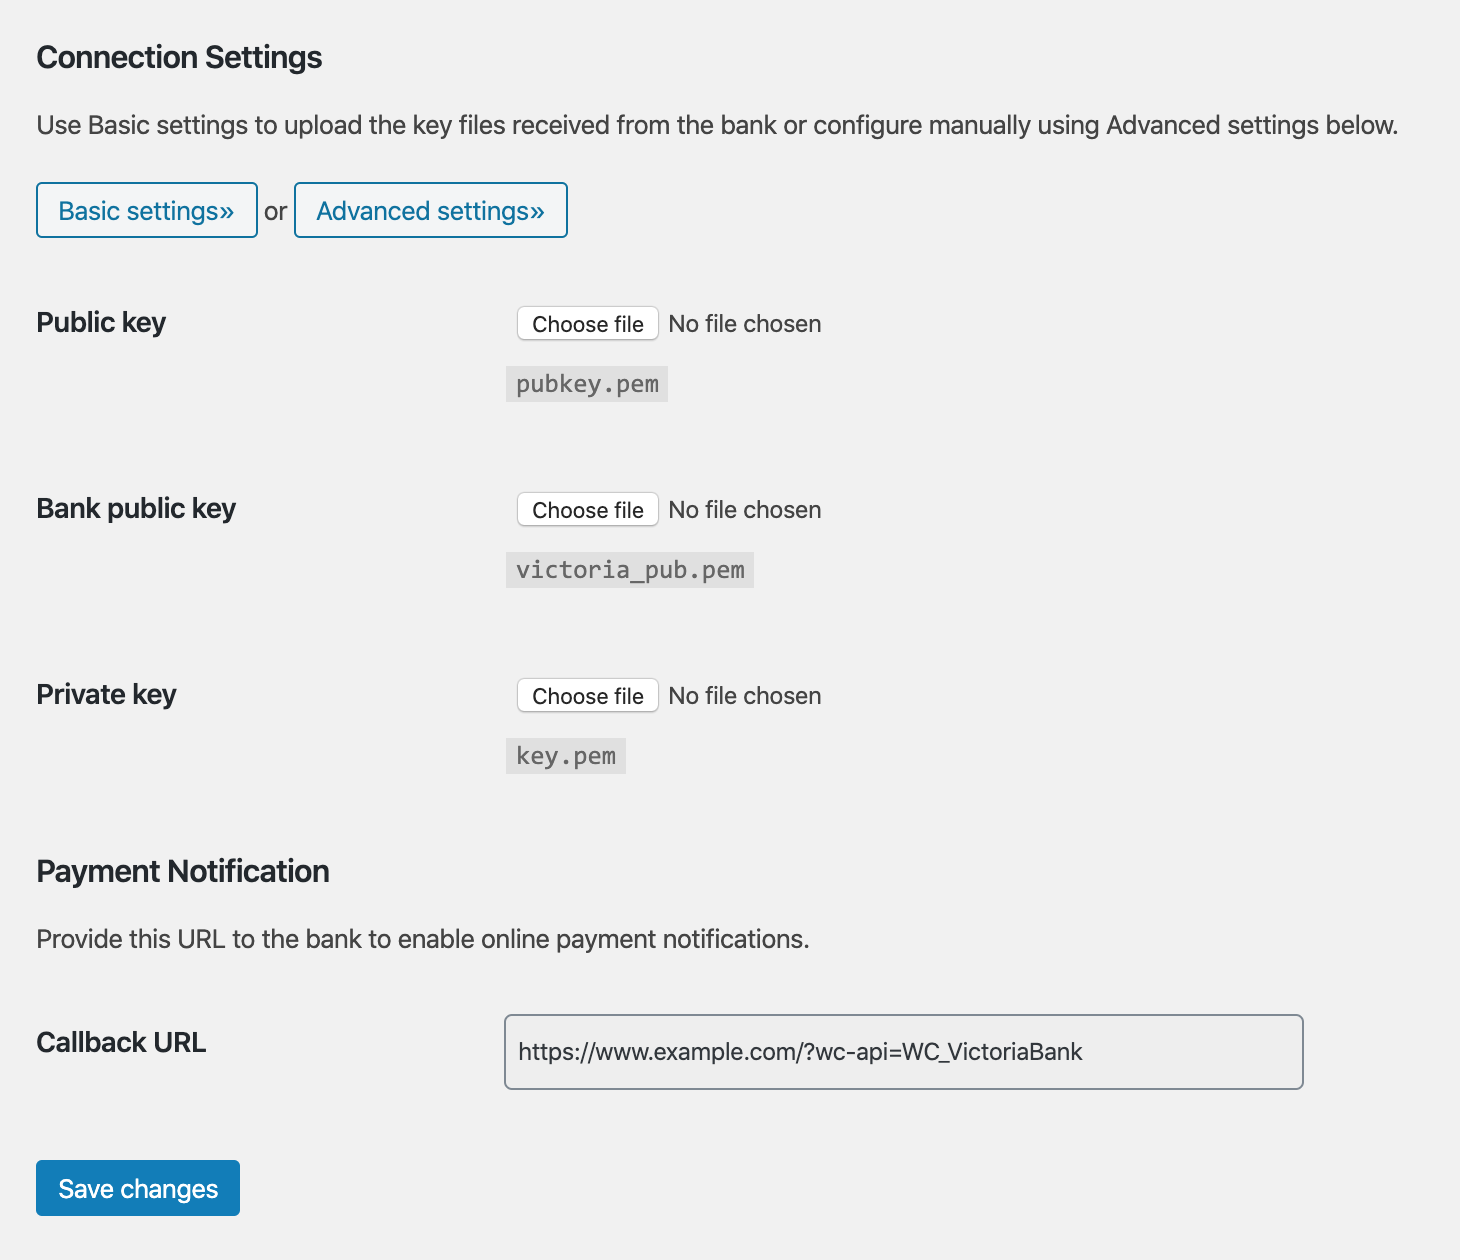 Connection Settings
Use Basic settings to upload the key files received from the bank or configure manually using Advanced settings below.
Basic settings» or Advanced settings»
Public key Choose file No file chosen
pubkey.pem
Bank public key Choose file No file chosen
victoria_pub.pem
Private key Choose file No file chosen
key.pem
Payment Notification
Provide this URL to the bank to enable online payment notifications.
Callback URL https://www.example.com/?wc-api=WC_VictoriaBank
Save changes